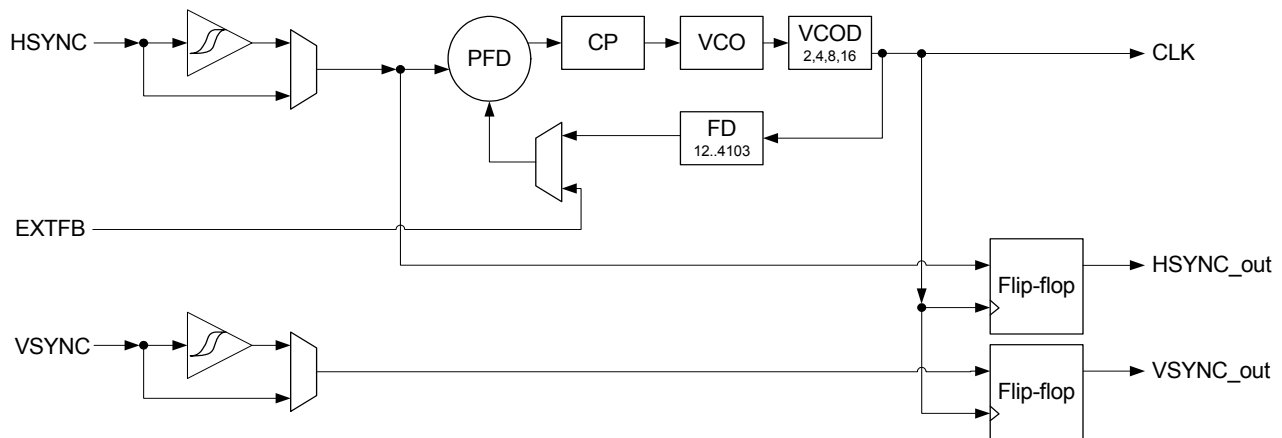 HSYNC
PFD
CP
VCO
VCOD
2,4,8,16
CLK
FD
12..4103
EXTFB
Flip-flop
HSYNC_out
VSYNC
Flip-flop
VSYNC_out